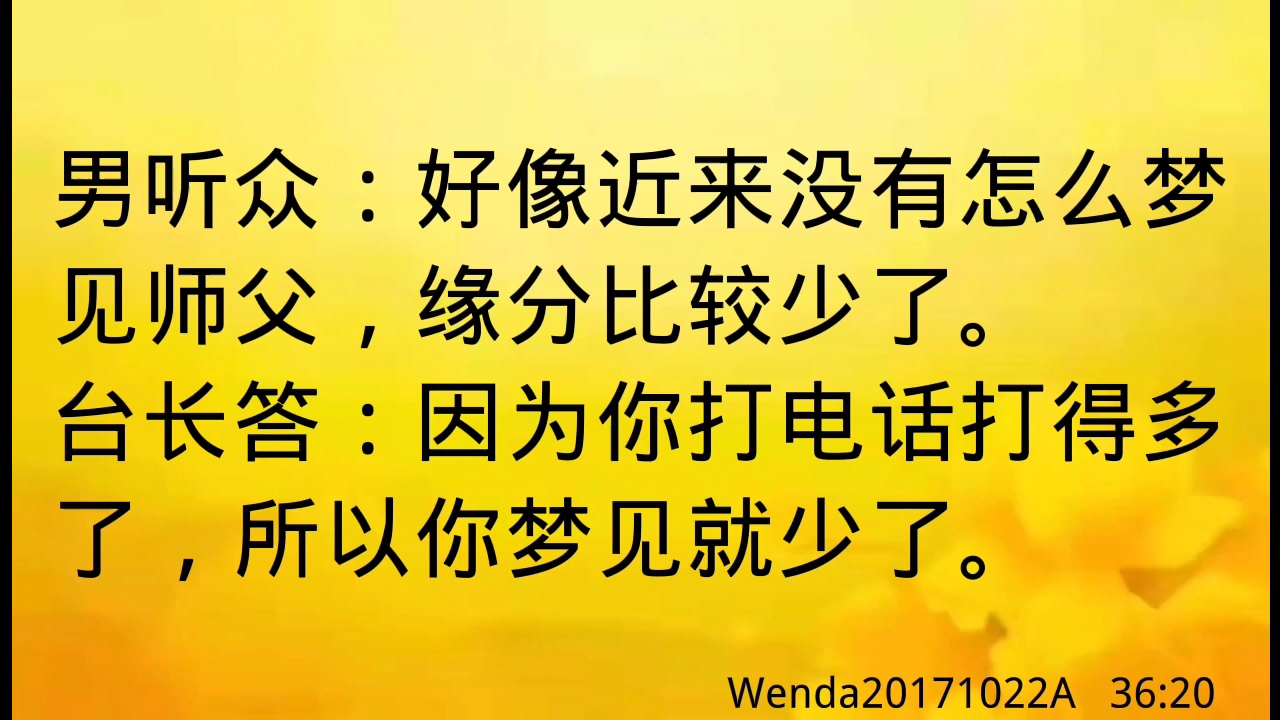 男听众：好像近来没有怎么梦
见师父，缘分比较少了。
台长答：因为你打电话打得多
了，所以你梦见就少了。
Wenda20171022A 36:20